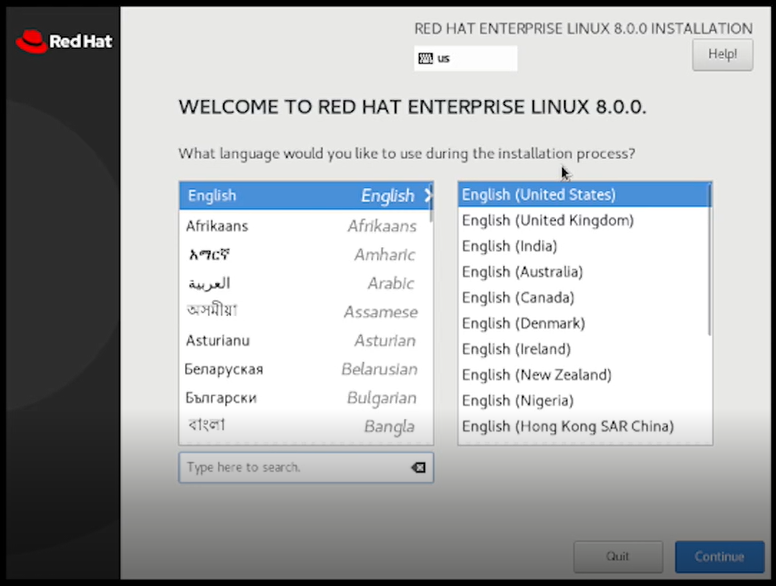 Red Hat
RED HAT ENTERPRISE LINUX 8.0.0 INSTALLATION
us
Help!
WELCOME TO RED HAT ENTERPRISE LINUX 8.0.0.
What language would you like to use during the installation process?
English English
Afrikaans Afrikaans
አማርኛ Amharic
العربية Arabic
অসমীয়া Assamese
Asturianu Asturian
Беларуская Belarusian
Български Bulgarian
বাংলা Bangla
Type here to search.
English (United States)
English (United Kingdom)
English (India)
English (Australia)
English (Canada)
English (Denmark)
English (Ireland)
English (New Zealand)
English (Nigeria)
English (Hong Kong SAR China)
Quit
Continue